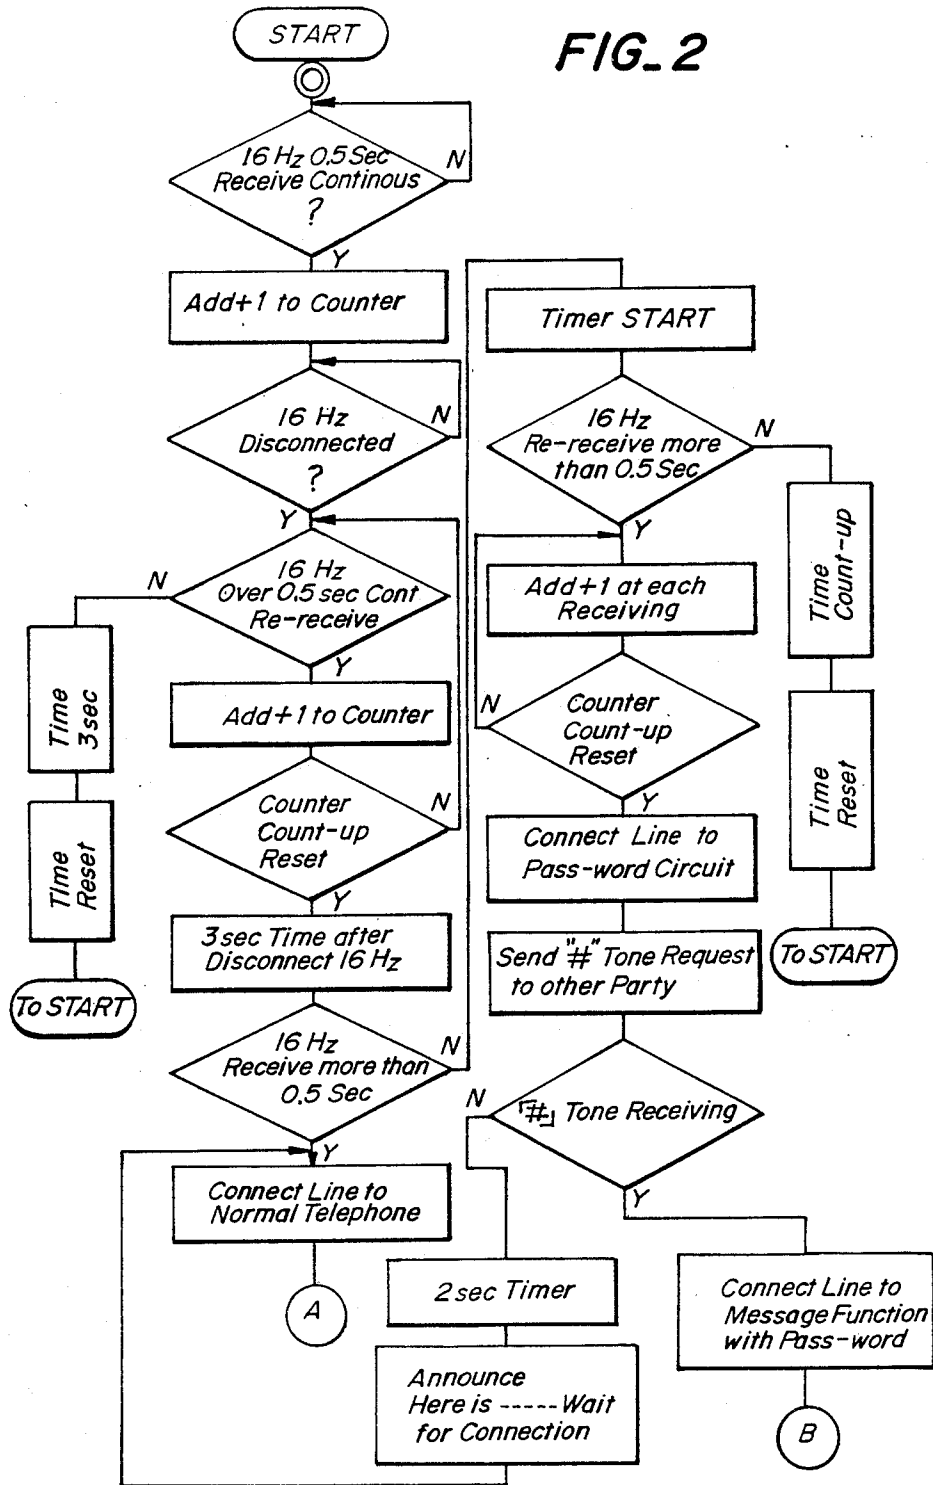 START
FIG_2
16 Hz 0.5 Sec
Receive Continous
?
N
Y
Add+1 to Counter
16 Hz
Disconnected
?
N
Y
16 Hz
Over 0.5 sec Cont
Re-receive
N
Y
Time
3sec
Time
Reset
To START
Add+1 to Counter
Counter
Count-up
Reset
N
Y
3sec Time after
Disconnect 16 Hz
16 Hz
Receive more than
0.5 Sec
N
Y
Connect Line to
Normal Telephone
A
Timer START
16 Hz
Re-receive more
than 0.5 Sec
N
Y
Time
Count-up
Time
Reset
To START
Add+1 at each
Receiving
Counter
Count-up
Reset
N
Y
Connect Line to
Pass-word Circuit
Send "#" Tone Request
to other Party
「#」 Tone Receiving
N
Y
2sec Timer
Announce
Here is -----Wait
for Connection
Connect Line to
Message Function
with Pass-word
B